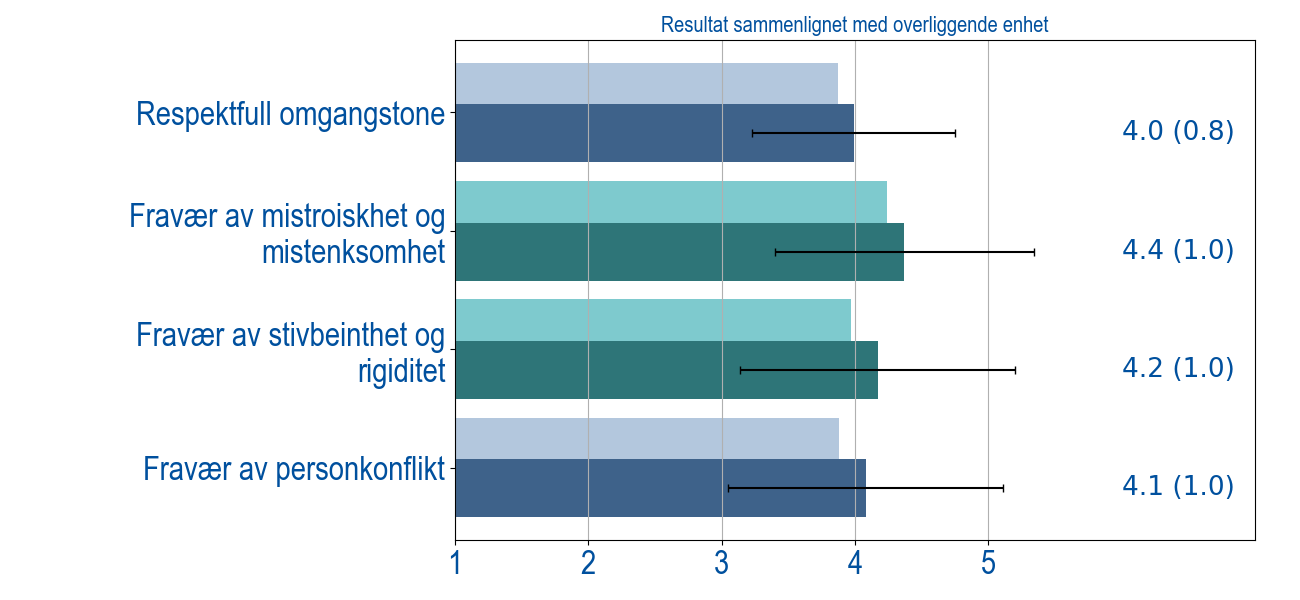 Resultat sammenlignet med overliggende enhet
Respektfull omgangstone
4.0 (0.8)
Fravær av mistroiskhet og
mistenksomhet
4.4 (1.0)
Fravær av stivbeinthet og
rigiditet
4.2 (1.0)
Fravær av personkonflikt
4.1 (1.0)
1 2 3 4 5